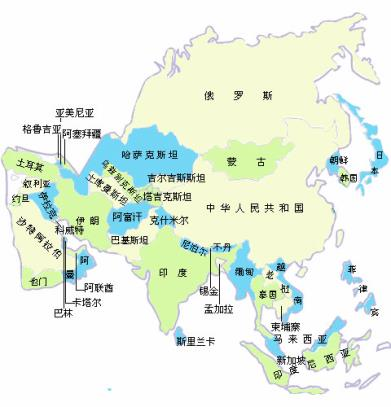 俄罗斯
亚美尼亚
格鲁吉亚
阿塞拜疆
土耳其
哈萨克斯坦
蒙古
朝鲜
日本
韩国
乌兹别克斯坦
吉尔吉斯斯坦
土库曼斯坦
塔吉克斯坦
叙利亚
约旦
伊拉克
伊朗
阿富汗
克什米尔
中华人民共和国
沙特阿拉伯
科威特
巴基斯坦
尼泊尔
不丹
阿
曼
阿联酋
卡塔尔
巴林
也门
印度
锡金
孟加拉
缅甸
老挝
越南
泰国
菲律宾
柬埔寨
斯里兰卡
马来西亚
新加坡
印度尼西亚